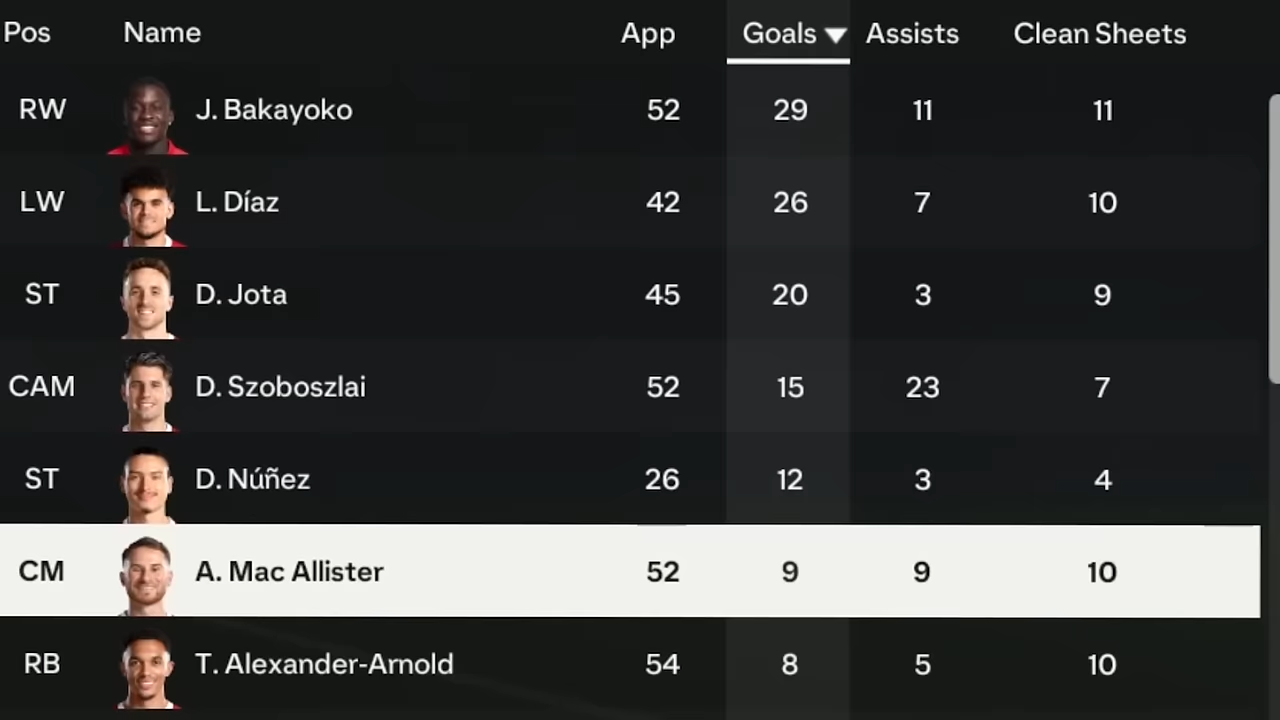 Pos Name App Goals Assists Clean Sheets
RW J. Bakayoko 52 29 11 11
LW L. Díaz 42 26 7 10
ST D. Jota 45 20 3 9
CAM D. Szoboszlai 52 15 23 7
ST D. Núñez 26 12 3 4
CM A. Mac Allister 52 9 9 10
RB T. Alexander-Arnold 54 8 5 10